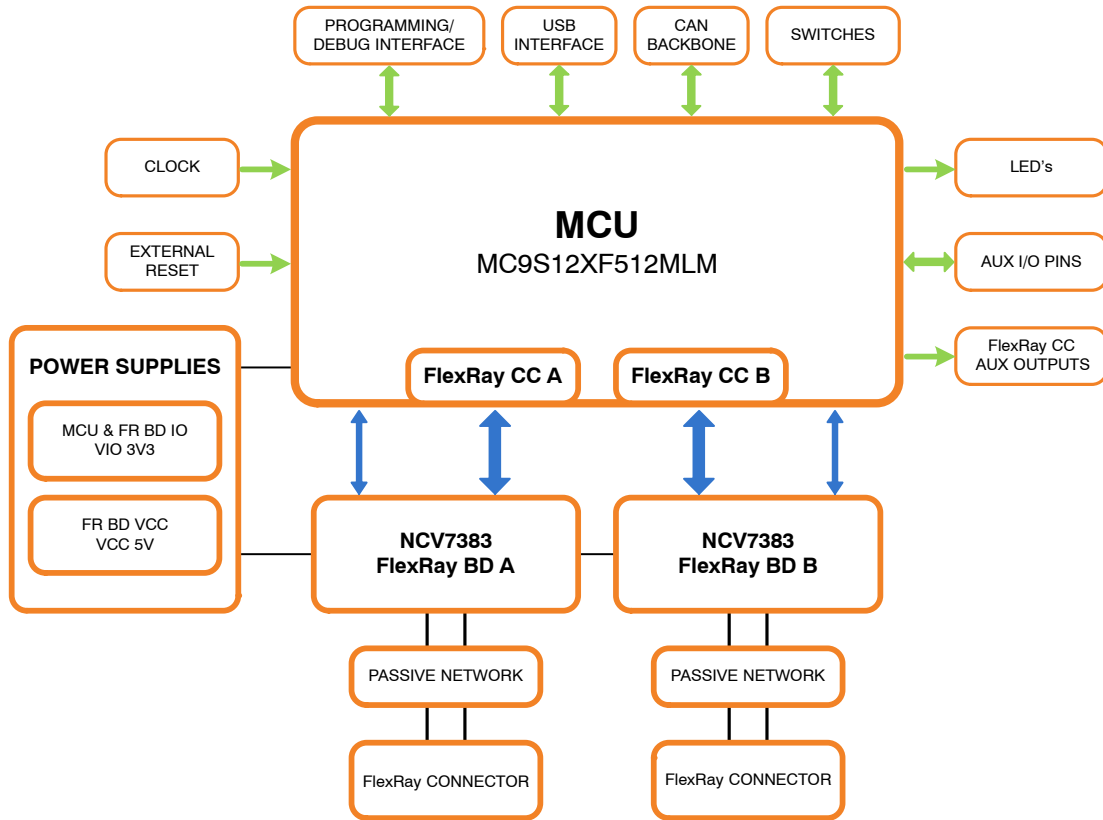 PROGRAMMING/
DEBUG INTERFACE
USB
INTERFACE
CAN
BACKBONE
SWITCHES
CLOCK
EXTERNAL
RESET
MCU
MC9S12XF512MLM
LED's
AUX I/O PINS
FlexRay CC
AUX OUTPUTS
FlexRay CC A
FlexRay CC B
POWER SUPPLIES
MCU & FR BD IO
VIO 3V3
FR BD VCC
VCC 5V
NCV7383
FlexRay BD A
NCV7383
FlexRay BD B
PASSIVE NETWORK
PASSIVE NETWORK
FlexRay CONNECTOR
FlexRay CONNECTOR